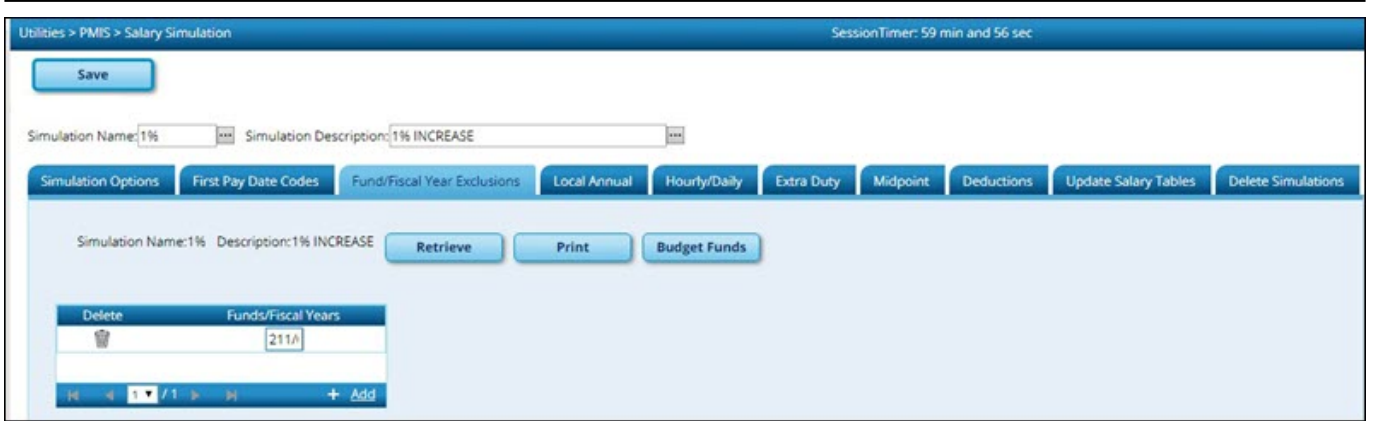 Utilities > PMIS > Salary Simulation SessionTimer: 59 min and 56 sec
Save
Simulation Name: 1% ... Simulation Description: 1% INCREASE ...
Simulation Options First Pay Date Codes Fund/Fiscal Year Exclusions Local Annual Hourly/Daily Extra Duty Midpoint Deductions Update Salary Tables Delete Simulations
Simulation Name:1% Description:1% INCREASE Retrieve Print Budget Funds
Delete Funds/Fiscal Years
211/
1 / 1 + Add